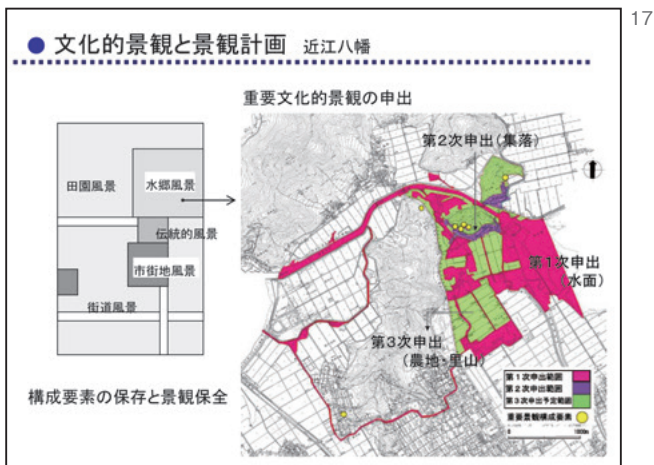 17
● 文化的景観と景観計画 近江八幡
重要文化的景観の申出
田園風景
水郷風景
伝統的風景
市街地風景
街道風景
構成要素の保存と景観保全
第2次申出(集落)
第1次申出
(水面)
第3次申出
(農地・里山)
第1次申出範囲
第2次申出範囲
第3次申出予定範囲
重要景観構成要素
0 1000m